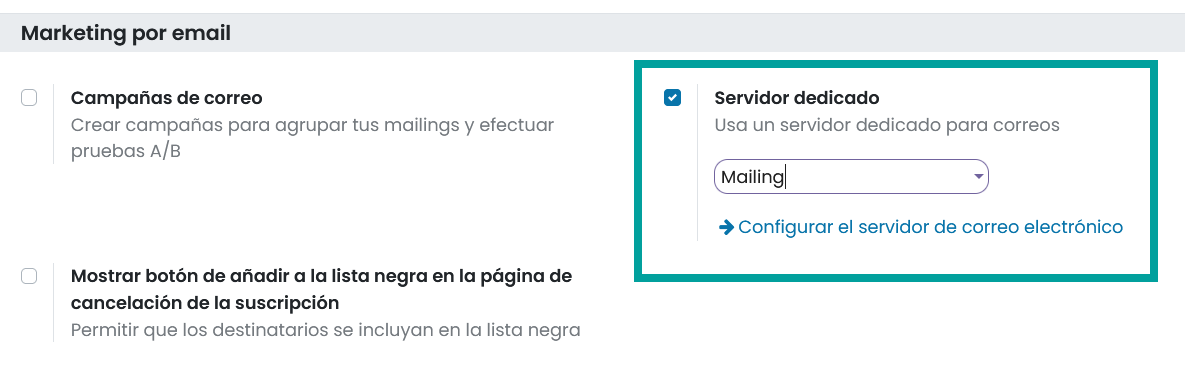 Marketing por email
Campañas de correo
Crear campañas para agrupar tus mailings y efectuar
pruebas A/B
Servidor dedicado
Usa un servidor dedicado para correos
Mailing
Configurar el servidor de correo electrónico
Mostrar botón de añadir a la lista negra en la página de
cancelación de la suscripción
Permitir que los destinatarios se incluyan en la lista negra